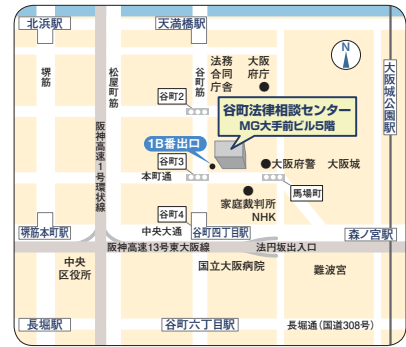 北浜駅
天満橋駅
N
堺筋
松屋町筋
谷町筋
法務
合同
庁舎
大阪
府庁
大阪城公園駅
谷町2
谷町法律相談センター
MG大手前ビル5階
阪神高速1号環状線
1B番出口
谷町3
大阪府警
大阪城
本町通
馬場町
家庭裁判所
NHK
谷町4
堺筋本町駅
中央大通
谷町四丁目駅
森ノ宮駅
阪神高速13号東大阪線
法円坂出入口
中央
区役所
国立大阪病院
難波宮
長堀駅
谷町六丁目駅
長堀通(国道308号)